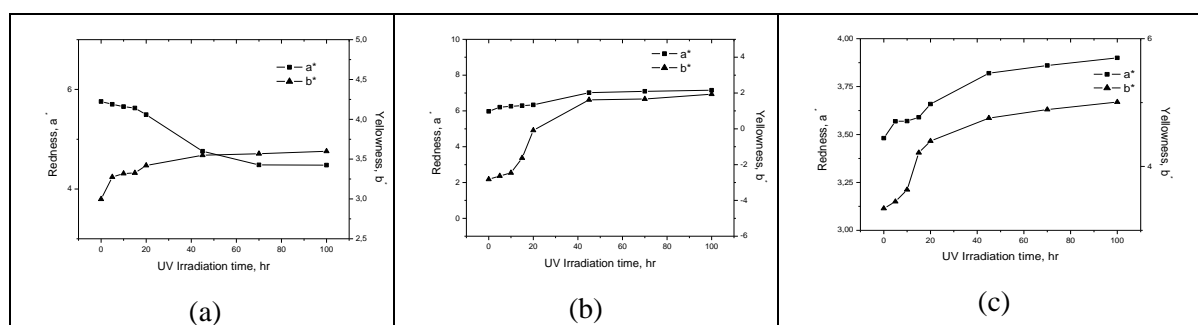 a*
b*
6
4
Redness, a*
5,0
4,5
4,0
3,5
3,0
2,5
Yellowness, b*
0 20 40 60 80 100
UV Irradiation time, hr
(a)
a*
b*
10
8
6
4
2
0
Redness, a*
4
2
0
-2
-4
-6
Yellowness, b*
0 20 40 60 80 100
UV Irradiation time, hr
(b)
a*
b*
4,00
3,75
3,50
3,25
3,00
Redness, a*
6
4
Yellowness, b*
0 20 40 60 80 100
UV Irradiation time, hr
(c)